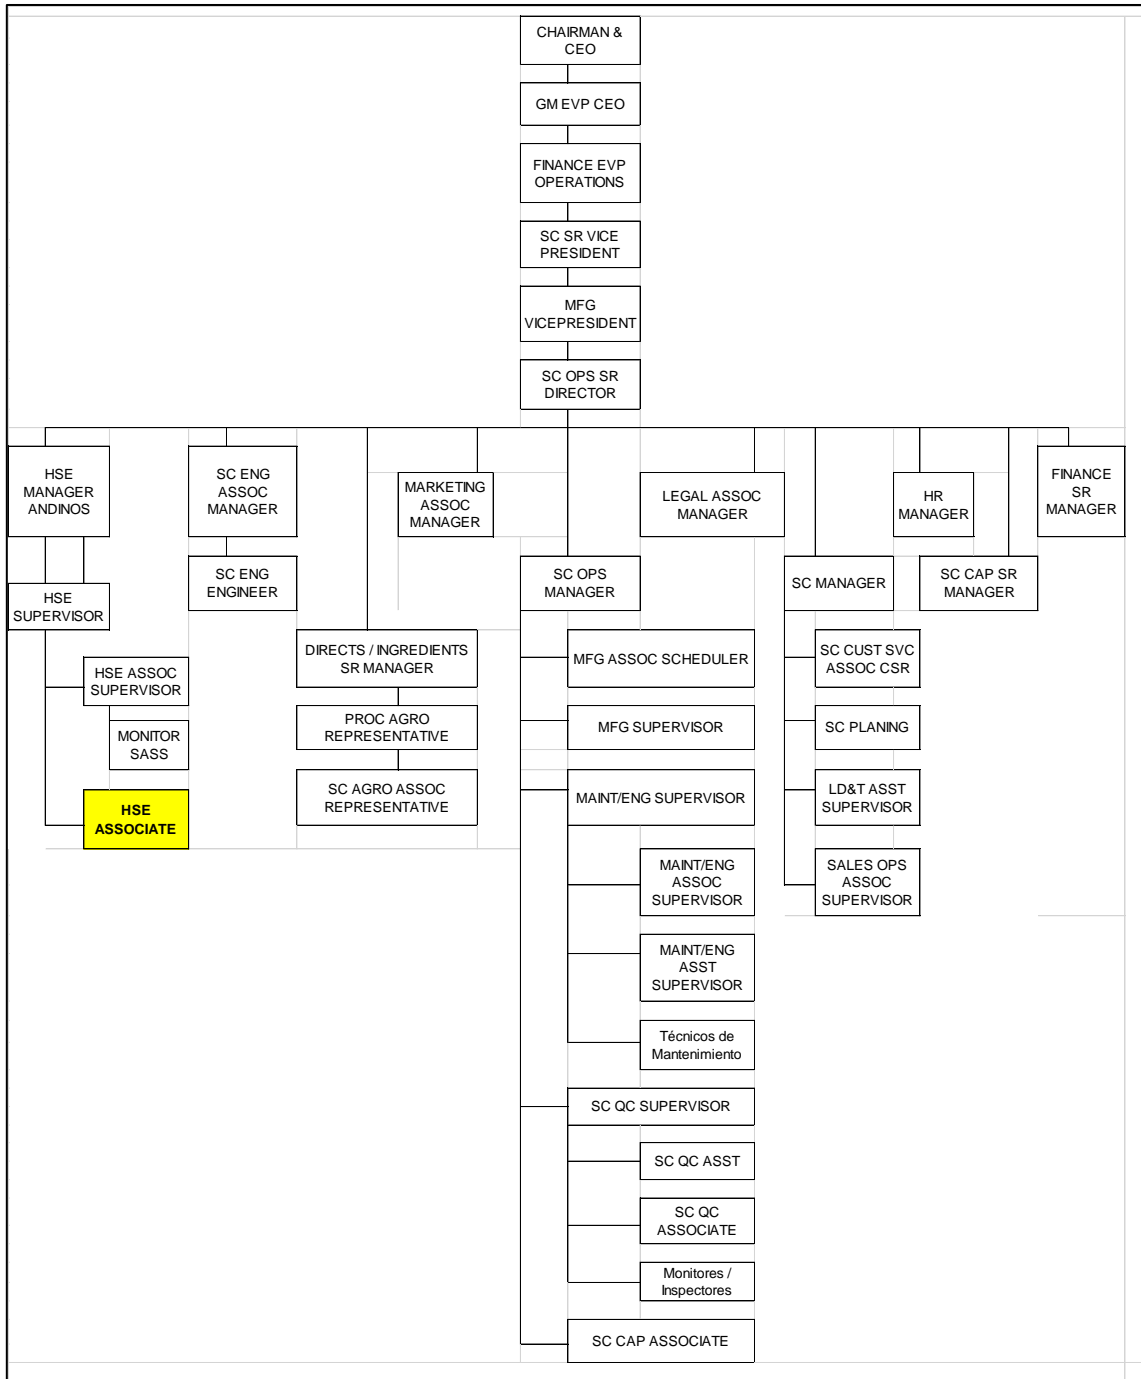 CHAIRMAN &
CEO
GM EVP CEO
FINANCE EVP
OPERATIONS
SC SR VICE
PRESIDENT
MFG
VICEPRESIDENT
SC OPS SR
DIRECTOR
HSE
MANAGER
ANDINOS
SC ENG
ASSOC
MANAGER
MARKETING
ASSOC
MANAGER
LEGAL ASSOC
MANAGER
HR
MANAGER
FINANCE
SR
MANAGER
HSE
SUPERVISOR
SC ENG
ENGINEER
SC OPS
MANAGER
SC MANAGER
SC CAP SR
MANAGER
HSE ASSOC
SUPERVISOR
MONITOR
SASS
HSE
ASSOCIATE
DIRECTS / INGREDIENTS
SR MANAGER
PROC AGRO
REPRESENTATIVE
SC AGRO ASSOC
REPRESENTATIVE
MFG ASSOC SCHEDULER
MFG SUPERVISOR
MAINT/ENG SUPERVISOR
MAINT/ENG
ASSOC
SUPERVISOR
MAINT/ENG
ASST
SUPERVISOR
Técnicos de
Mantenimiento
SC QC SUPERVISOR
SC QC ASST
SC QC
ASSOCIATE
Monitores /
Inspectores
SC CAP ASSOCIATE
SC CUST SVC
ASSOC CSR
SC PLANING
LD&T ASST
SUPERVISOR
SALES OPS
ASSOC
SUPERVISOR